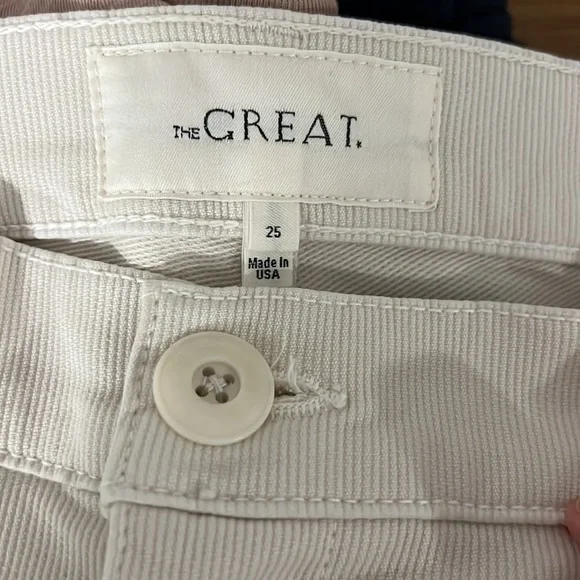 THE GREAT.
25
Made In
USA